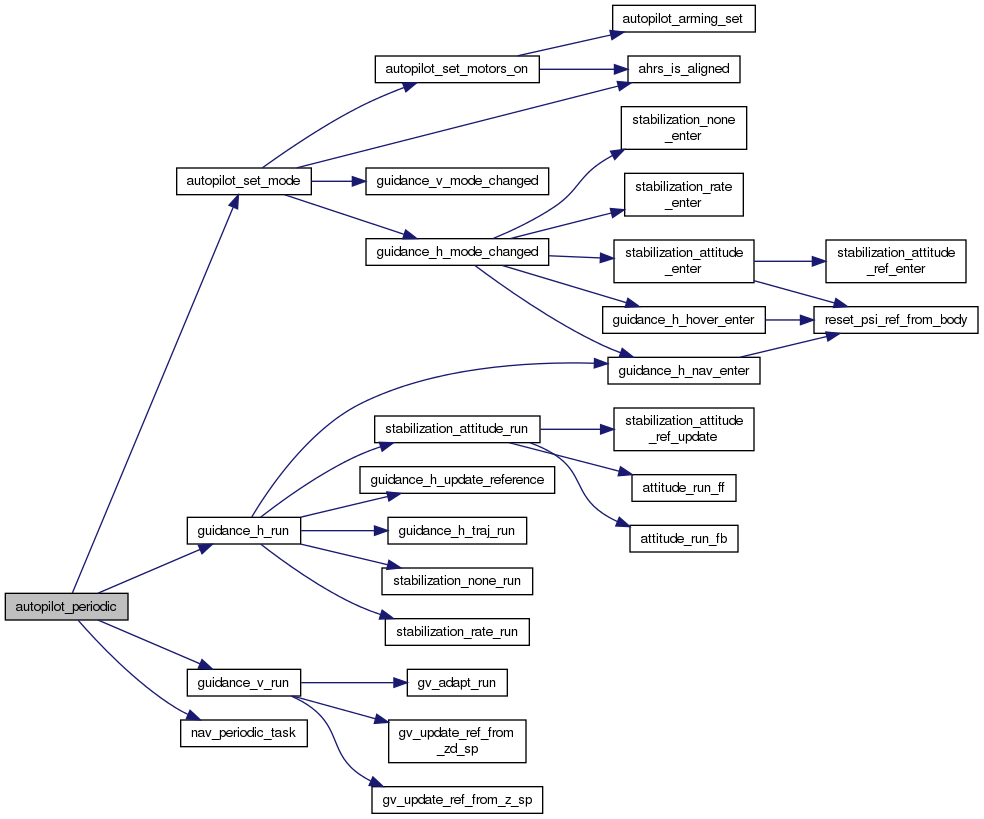 autopilot_arming_set
autopilot_set_motors_on
ahrs_is_aligned
stabilization_none
_enter
autopilot_set_mode
guidance_v_mode_changed
stabilization_rate
_enter
guidance_h_mode_changed
stabilization_attitude
_enter
stabilization_attitude
_ref_enter
guidance_h_hover_enter
reset_psi_ref_from_body
guidance_h_nav_enter
stabilization_attitude_run
stabilization_attitude
_ref_update
guidance_h_update_reference
attitude_run_ff
guidance_h_run
guidance_h_traj_run
attitude_run_fb
stabilization_none_run
autopilot_periodic
stabilization_rate_run
guidance_v_run
gv_adapt_run
nav_periodic_task
gv_update_ref_from
_zd_sp
gv_update_ref_from_z_sp